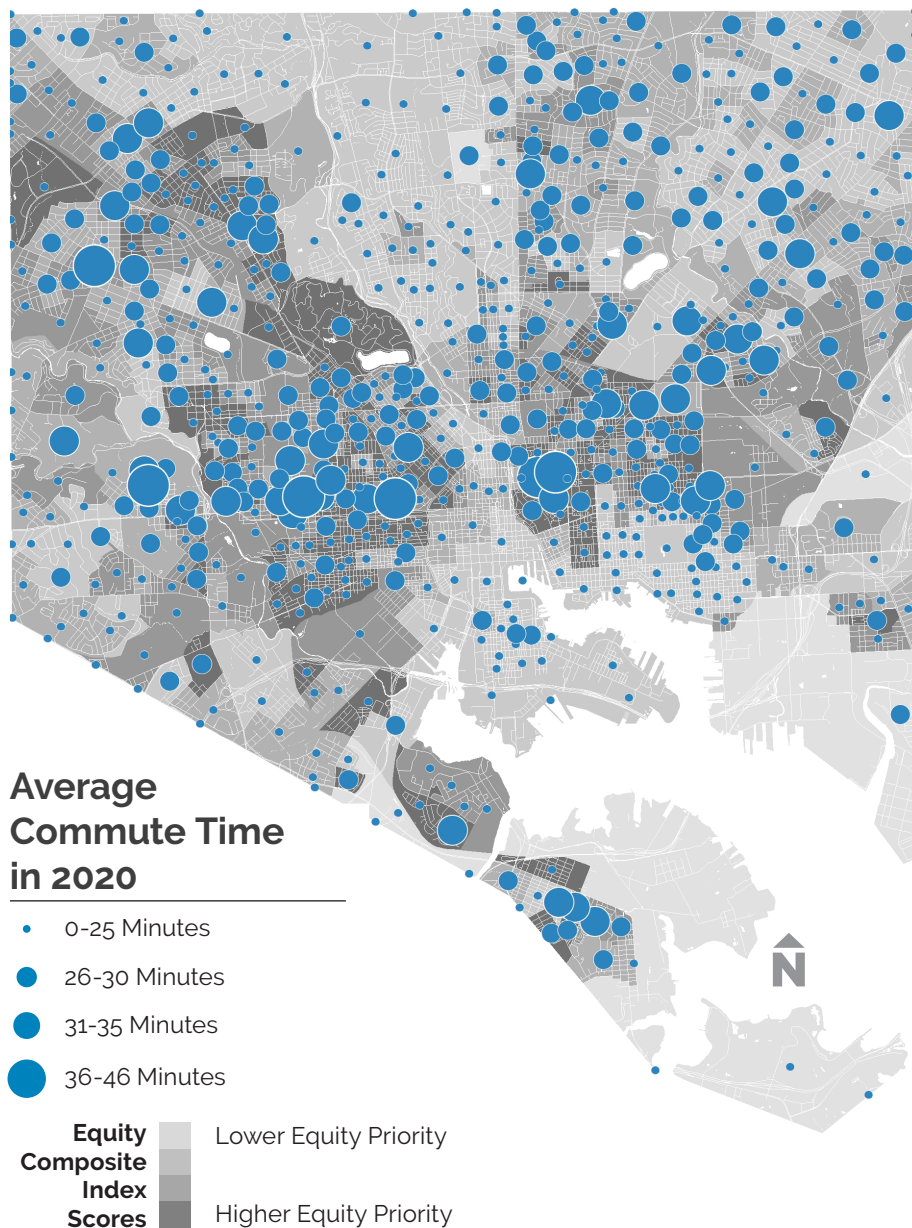 Average
Commute Time
in 2020
0-25 Minutes
26-30 Minutes
31-35 Minutes
36-46 Minutes
N
Equity
Composite
Index
Scores
Lower Equity Priority
Higher Equity Priority